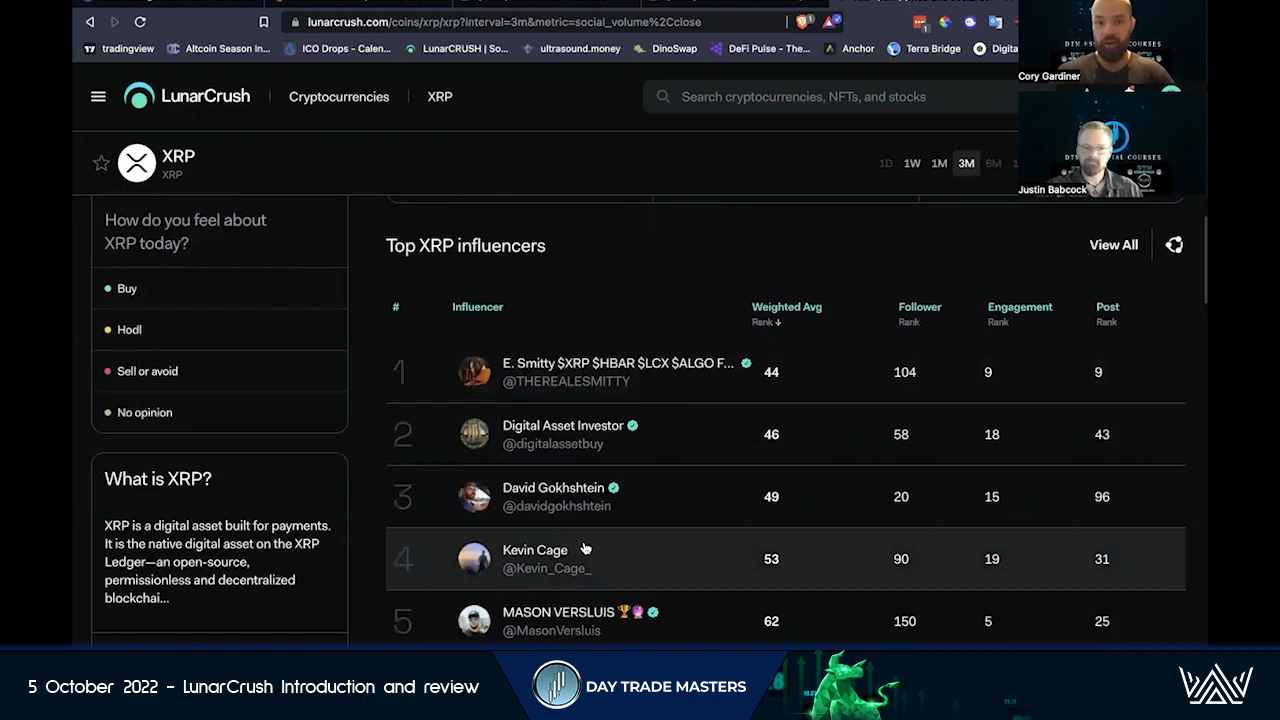 lunarcrush.com/coins/xrp/xrp?interval=3m&metric=social_volume%2Cclose
tradingview
Altcoin Season In...
ICO Drops - Calen...
LunarCRUSH | So...
ultrasound.money
DinoSwap
DeFi Pulse - The...
Anchor
Terra Bridge
Digita
Cory Gardiner
Justin Babcock
LunarCrush
Cryptocurrencies
XRP
Search cryptocurrencies, NFTs, and stocks
XRP
XRP
1D 1W 1M 3M 6M
How do you feel about
XRP today?
Buy
Hodl
Sell or avoid
No opinion
What is XRP?
XRP is a digital asset built for payments.
It is the native digital asset on the XRP
Ledger—an open-source,
permissionless and decentralized
blockchai...
Top XRP influencers
View All
# Influencer Weighted Avg Follower Engagement Post
Rank ↓ Rank Rank Rank
1 E. Smitty $XRP $HBAR $LCX $ALGO F... 44 104 9 9
@THEREALESMITTY
2 Digital Asset Investor 46 58 18 43
@digitalassetbuy
3 David Gokhshtein 49 20 15 96
@davidgokhshtein
4 Kevin Cage 53 90 19 31
@Kevin_Cage_
5 MASON VERSLUIS 🏆🔮 62 150 5 25
@MasonVersluis
5 October 2022 - LunarCrush Introduction and review
DAY TRADE MASTERS